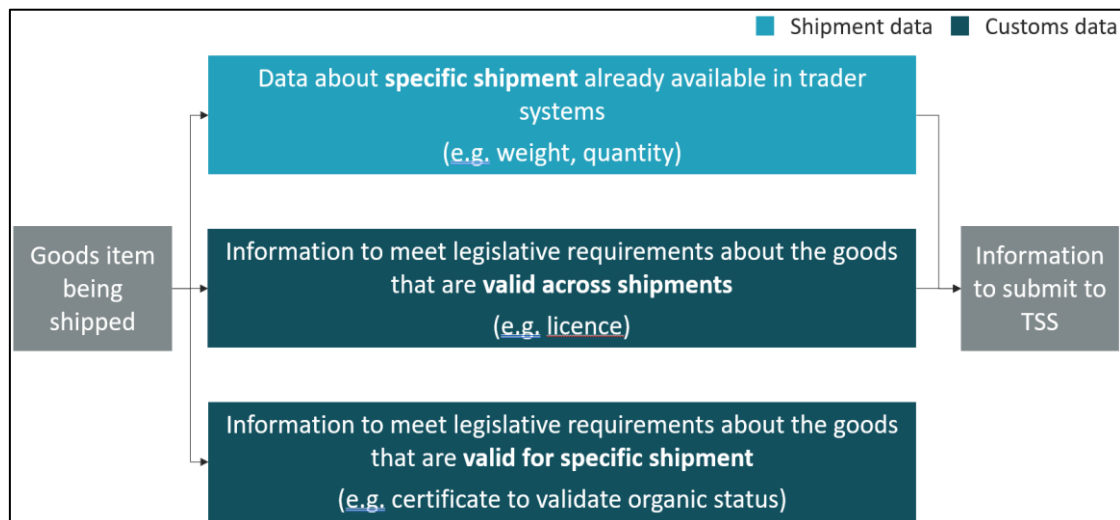 Shipment data
Customs data
Data about specific shipment already available in trader
systems
(e.g. weight, quantity)
Goods item
being
shipped
Information to meet legislative requirements about the goods
that are valid across shipments
(e.g. licence)
Information
to submit to
TSS
Information to meet legislative requirements about the goods
that are valid for specific shipment
(e.g. certificate to validate organic status)